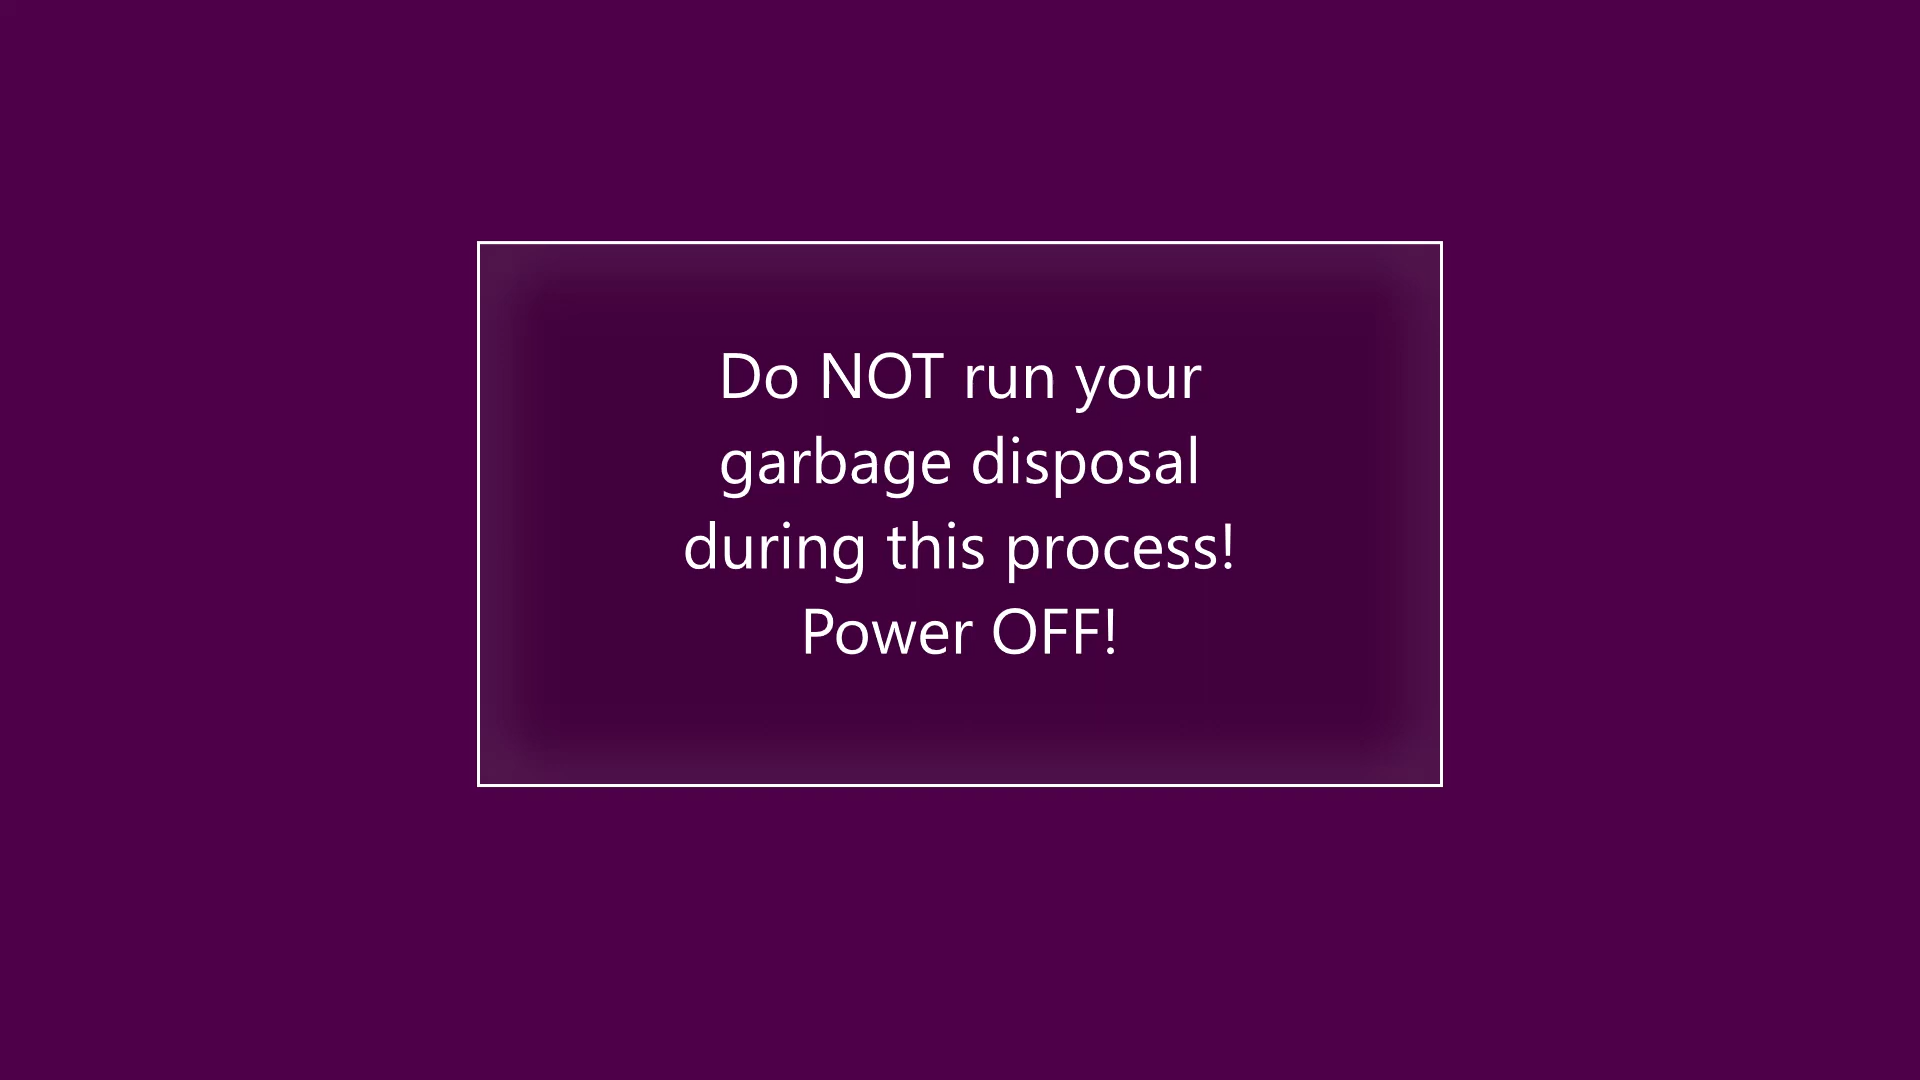 Do NOT run your
garbage disposal
during this process!
Power OFF!